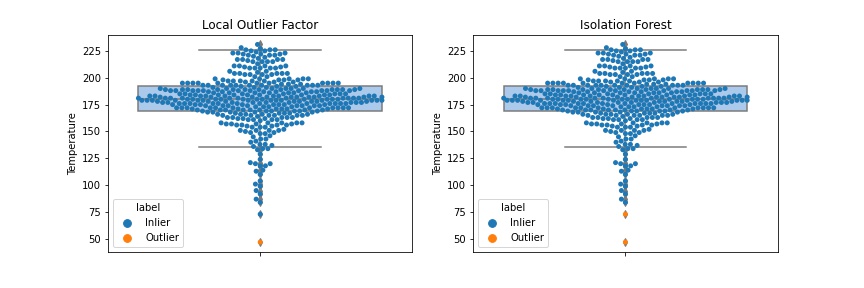 Local Outlier Factor
Temperature
225
200
175
150
125
100
75
50
label
Inlier
Outlier
Isolation Forest
Temperature
225
200
175
150
125
100
75
50
label
Inlier
Outlier